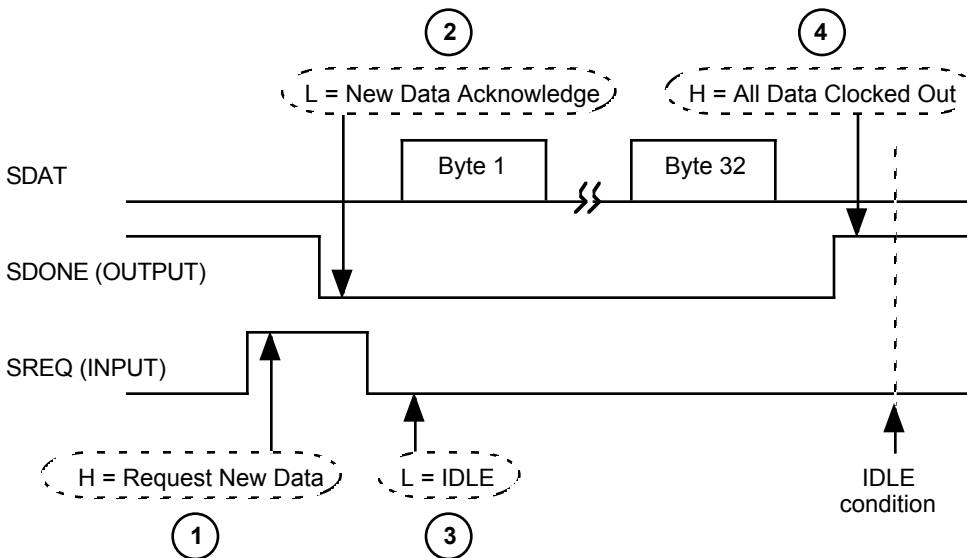 2
4
L = New Data Acknowledge
H = All Data Clocked Out
SDAT
Byte 1
Byte 32
SDONE (OUTPUT)
SREQ (INPUT)
H = Request New Data
L = IDLE
IDLE
condition
1
3